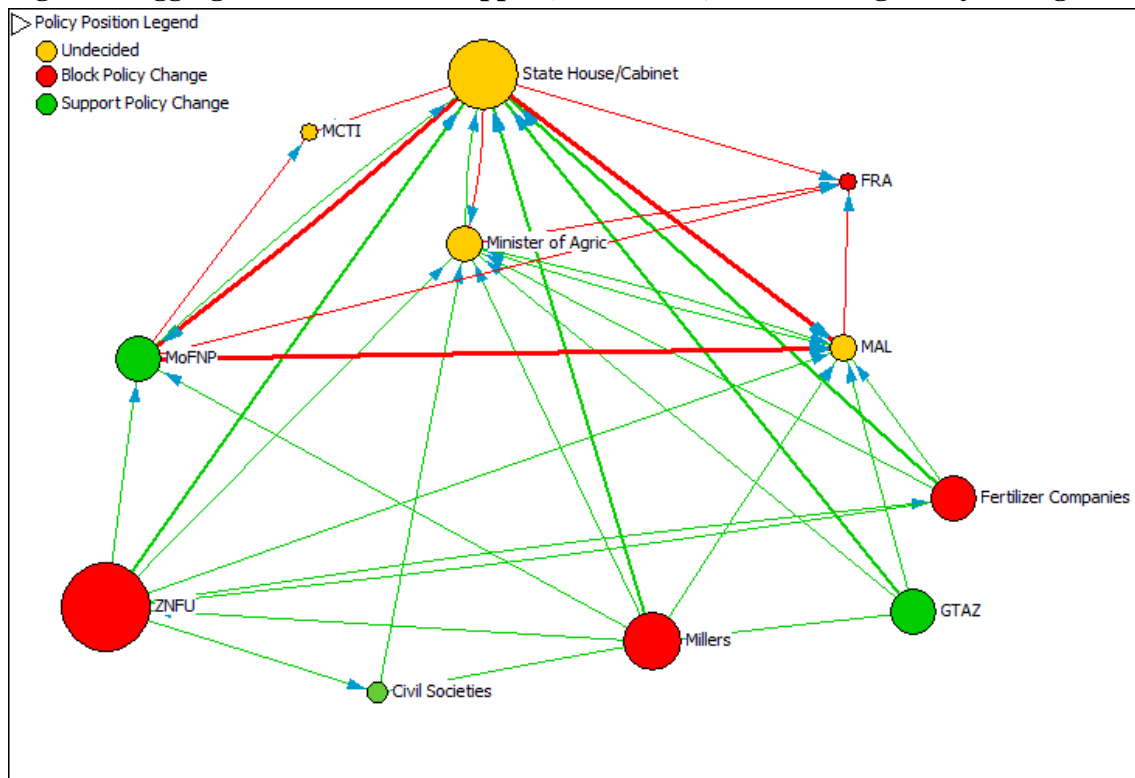 Policy Position Legend
Undecided
Block Policy Change
Support Policy Change
State House/Cabinet
MCTI
FRA
Minister of Agric
MoFNP
MAL
Fertilizer Companies
ZNFU
GTAZ
Millers
Civil Societies